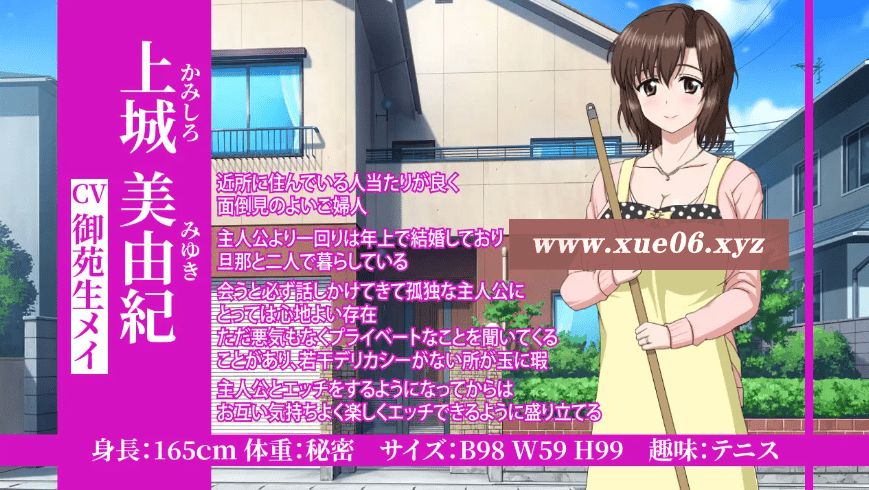 かみしろ みゆき
上城 美由紀
CV 御苑生メイ
近所に住んでいる人当たりが良く
面倒見のよいご婦人
主人公より一回りは年上で結婚しており
旦那と二人で暮らしている
会うと必ず話しかけてきて孤独な主人公に
とっては心地よい存在
ただ悪気もなくプライベートなことを聞いてくる
ことがあり、若干デリカシーがない所が玉に瑕
主人公とエッチをするようになってからは
お互い気持ちよく楽しくエッチできるように盛り立てる
www.xue06.xyz
身長:165cm 体重:秘密 サイズ:B98 W59 H99 趣味:テニス